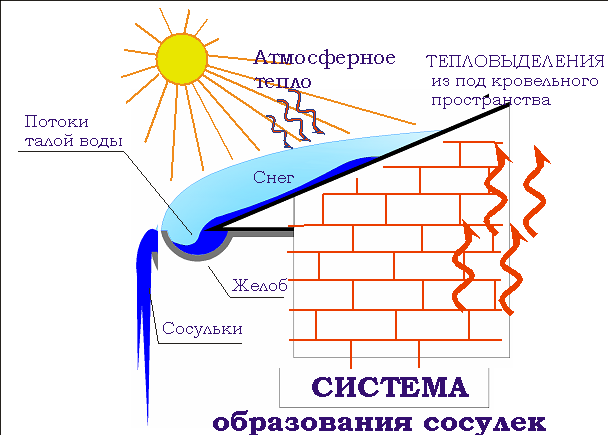 Атмосферное
тепло
ТЕПЛОВЫДЕЛЕНИЯ
из под кровельного
пространства
Потоки
талой воды
Снег
Желоб
Сосульки
СИСТЕМА
образования сосулек